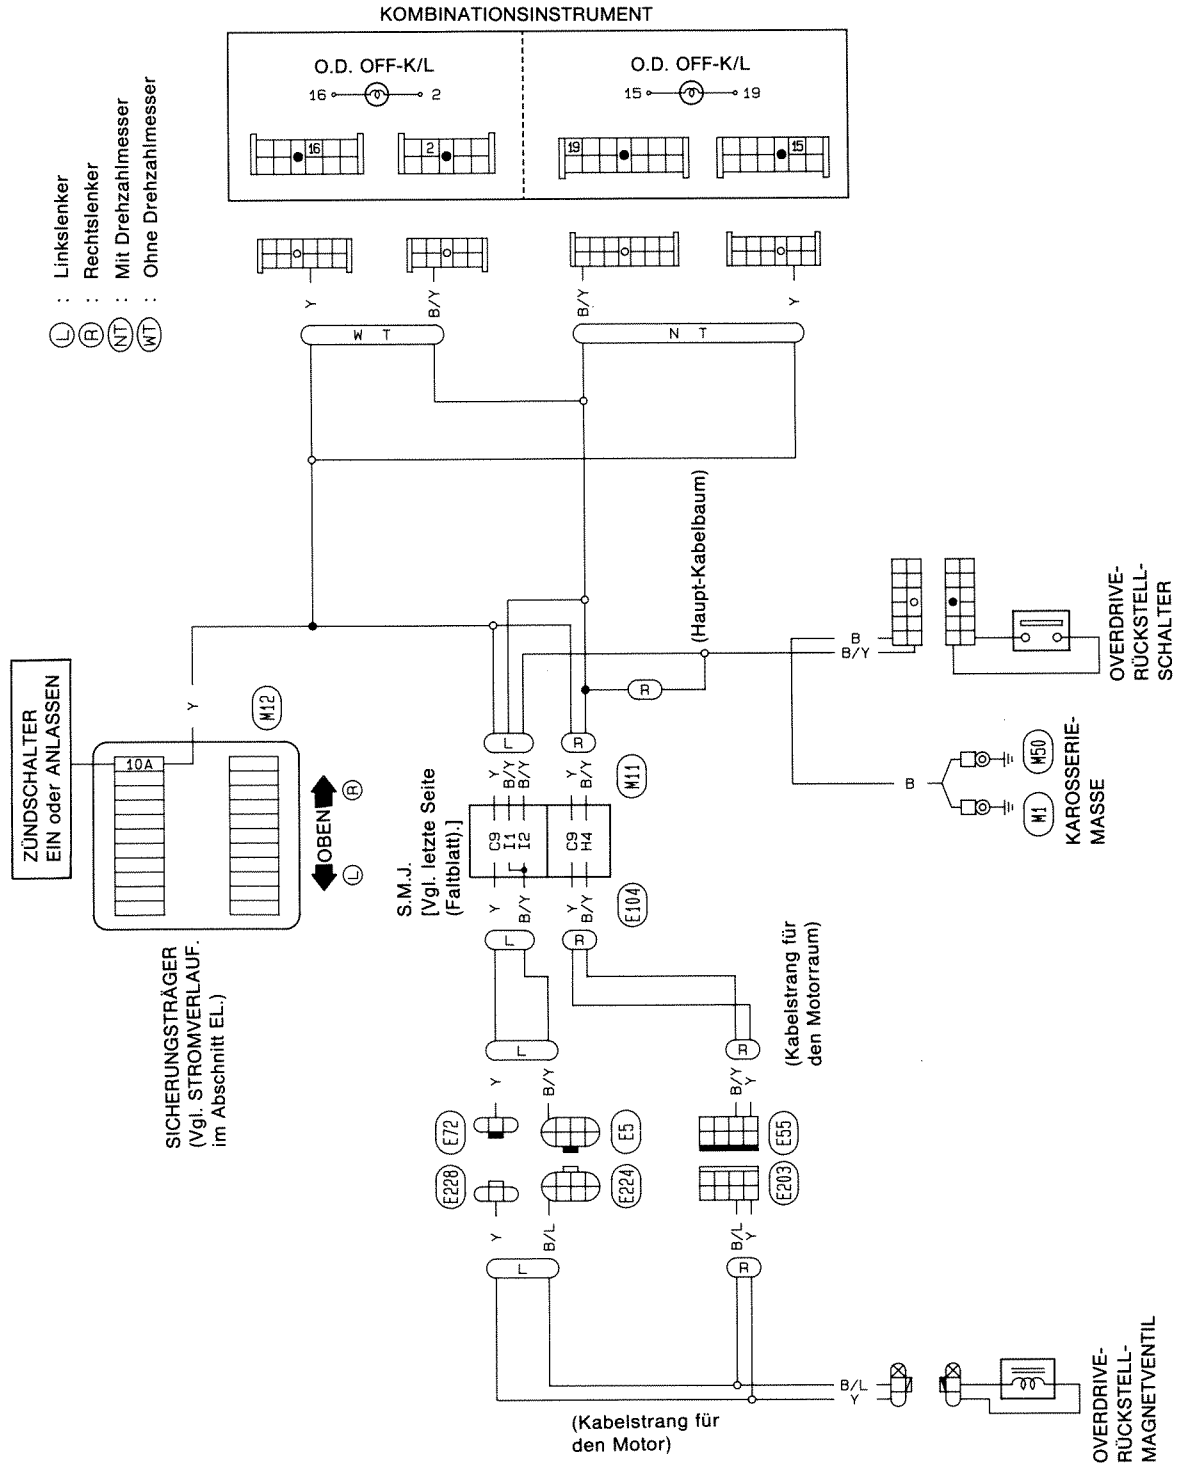 KOMBINATIONSINSTRUMENT
O.D. OFF-K/L
16 2
O.D. OFF-K/L
15 19
16
2
19
15
L : Linkslenker
R : Rechtslenker
NT : Mit Drehzahlmesser
WT : Ohne Drehzahlmesser
Y
B/Y
B/Y
Y
W T
N T
(Haupt-Kabelbaum)
ZÜNDSCHALTER
EIN oder ANLASSEN
Y
M12
10A
OBEN
R
L
SICHERUNGSTRÄGER
(Vgl. STROMVERLAUF.
im Abschnitt EL.)
R
B
B/Y
OVERDRIVE-
RÜCKSTELL-
SCHALTER
B
M50
M1
KAROSSERIE-
MASSE
L
R
Y
B/Y
B/Y
Y
B/Y
M11
S.M.J.
[Vgl. letzte Seite
(Faltblatt).]
C9
I1
I2
C9
H4
Y
B/Y
Y
B/Y
E104
L
R
(Kabelstrang für
den Motorraum)
L
R
Y
B/Y
B/Y
Y
E72
E5
E55
E228
E224
E203
Y
B/L
B/L
Y
L
R
B/L
Y
(Kabelstrang für
den Motor)
OVERDRIVE-
RÜCKSTELL-
MAGNETVENTIL